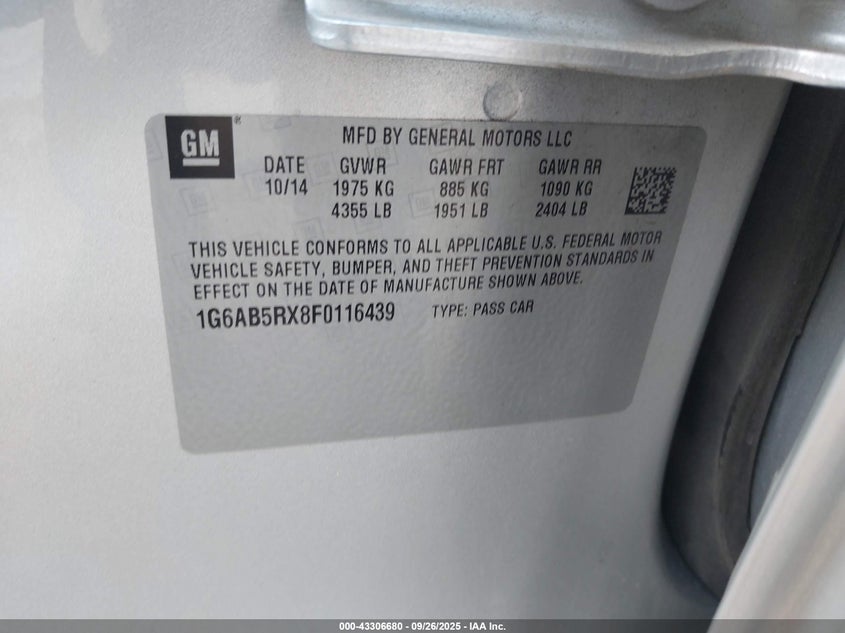 GM
®
MFD BY GENERAL MOTORS LLC
DATE GVWR GAWR FRT GAWR RR
10/14 1975 KG 885 KG 1090 KG
4355 LB 1951 LB 2404 LB
THIS VEHICLE CONFORMS TO ALL APPLICABLE U.S. FEDERAL MOTOR
VEHICLE SAFETY, BUMPER, AND THEFT PREVENTION STANDARDS IN
EFFECT ON THE DATE OF MANUFACTURE SHOWN ABOVE.
1G6AB5RX8F0116439 TYPE: PASS CAR
000-43306680 - 09/26/2025 - IAA Inc.